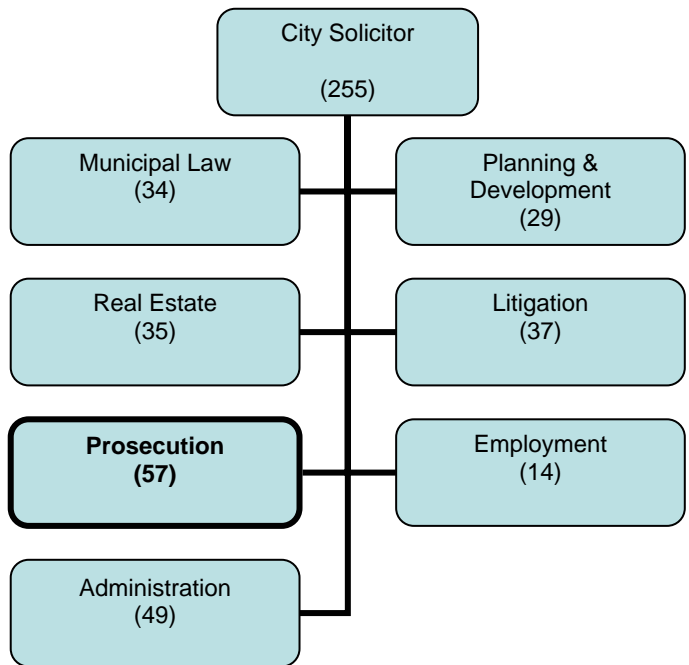 City Solicitor
(255)
Municipal Law
(34)
Planning &
Development
(29)
Real Estate
(35)
Litigation
(37)
Prosecution
(57)
Employment
(14)
Administration
(49)